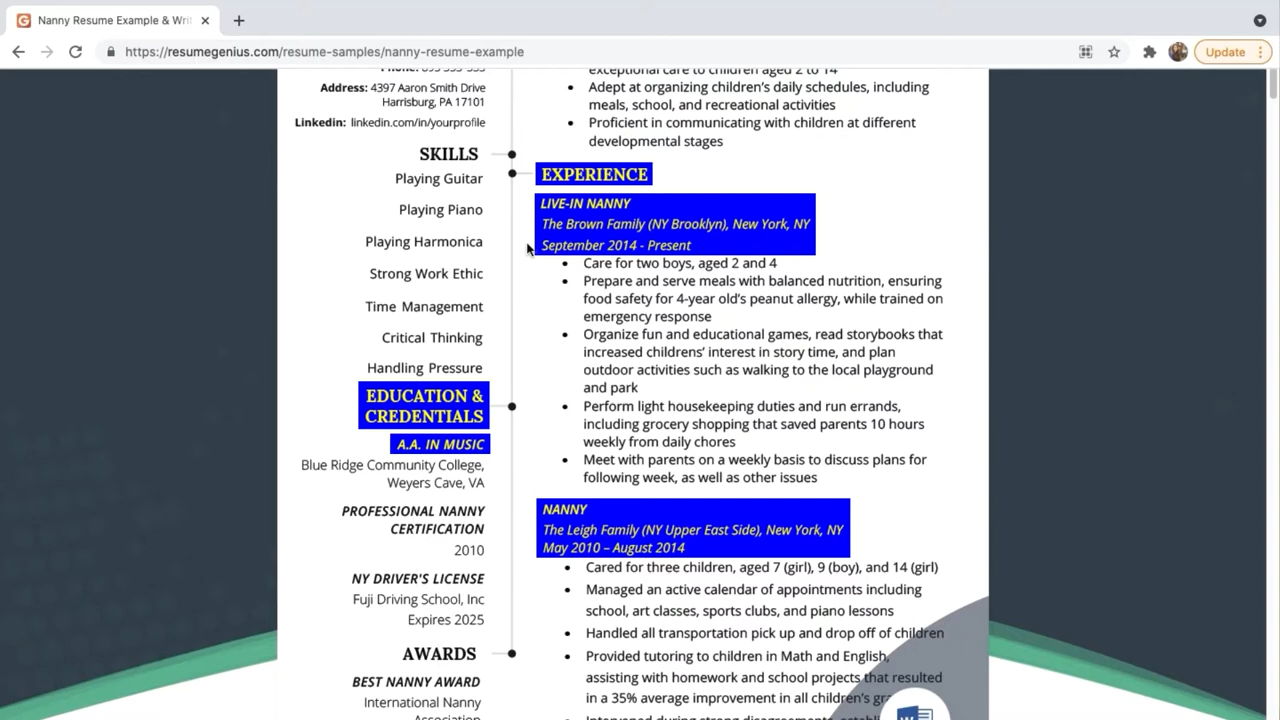 Nanny Resume Example & Wri
https://resumegenius.com/resume-samples/nanny-resume-example
Update
Address: 4397 Aaron Smith Drive
Harrisburg, PA 17101
Linkedin: linkedin.com/in/yourprofile
SKILLS
Playing Guitar
Playing Piano
Playing Harmonica
Strong Work Ethic
Time Management
Critical Thinking
Handling Pressure
EDUCATION &
CREDENTIALS
A.A. IN MUSIC
Blue Ridge Community College,
Weyers Cave, VA
PROFESSIONAL NANNY
CERTIFICATION
2010
NY DRIVER'S LICENSE
Fuji Driving School, Inc
Expires 2025
AWARDS
BEST NANNY AWARD
International Nanny
exceptional care to children aged 2 to 14
• Adept at organizing children's daily schedules, including
meals, school, and recreational activities
• Proficient in communicating with children at different
developmental stages
EXPERIENCE
LIVE-IN NANNY
The Brown Family (NY Brooklyn), New York, NY
September 2014 - Present
• Care for two boys, aged 2 and 4
• Prepare and serve meals with balanced nutrition, ensuring
food safety for 4-year old's peanut allergy, while trained on
emergency response
• Organize fun and educational games, read storybooks that
increased childrens' interest in story time, and plan
outdoor activities such as walking to the local playground
and park
• Perform light housekeeping duties and run errands,
including grocery shopping that saved parents 10 hours
weekly from daily chores
• Meet with parents on a weekly basis to discuss plans for
following week, as well as other issues
NANNY
The Leigh Family (NY Upper East Side), New York, NY
May 2010 – August 2014
• Cared for three children, aged 7 (girl), 9 (boy), and 14 (girl)
• Managed an active calendar of appointments including
school, art classes, sports clubs, and piano lessons
• Handled all transportation pick up and drop off of children
• Provided tutoring to children in Math and English,
assisting with homework and school projects that resulted
in a 35% average improvement in all children's
W